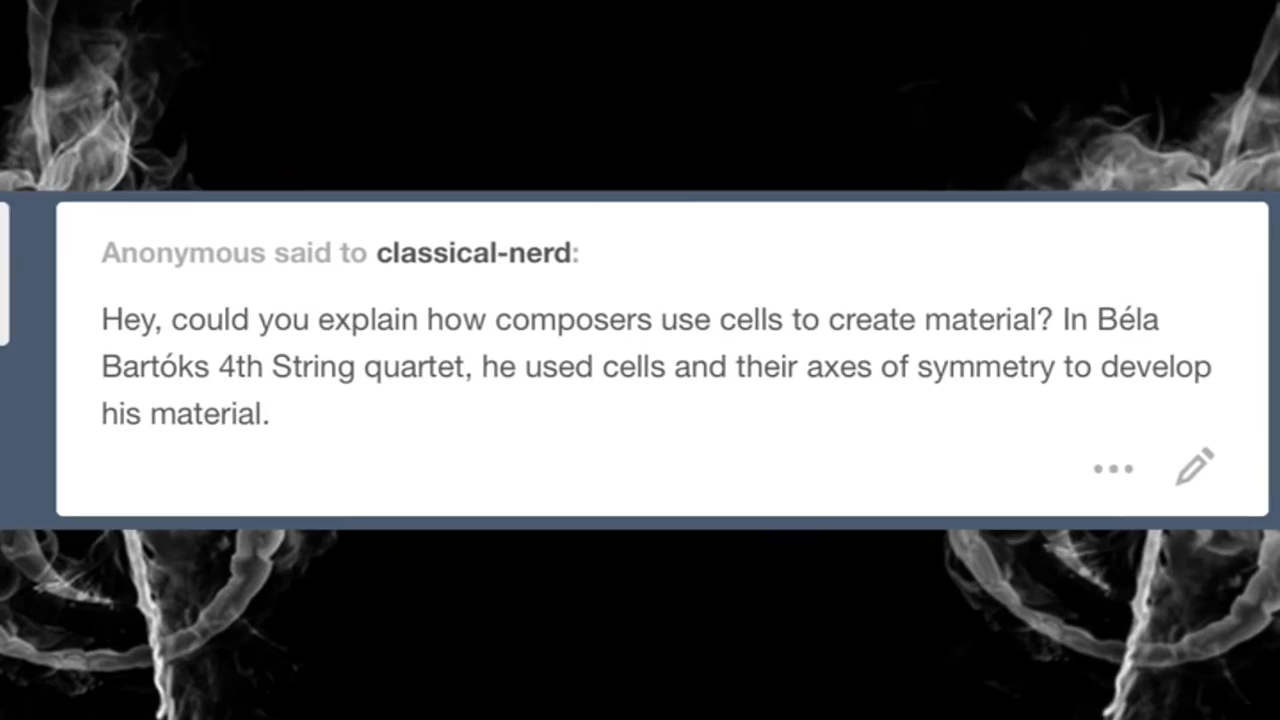 Anonymous said to classical-nerd:
Hey, could you explain how composers use cells to create material? In Béla
Bartóks 4th String quartet, he used cells and their axes of symmetry to develop
his material.